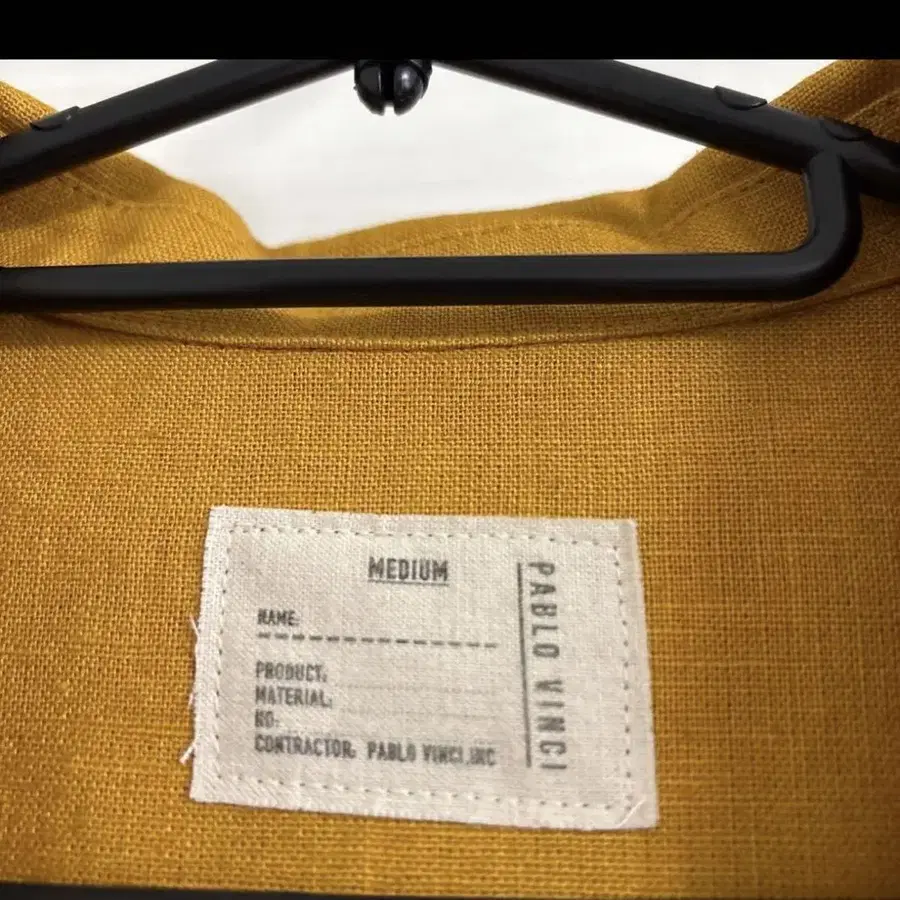 MEDIUM
NAME:
PRODUCT:
MATERIAL:
NO:
CONTRACTOR: PABLO VINCI.INC
PABLO VINCI